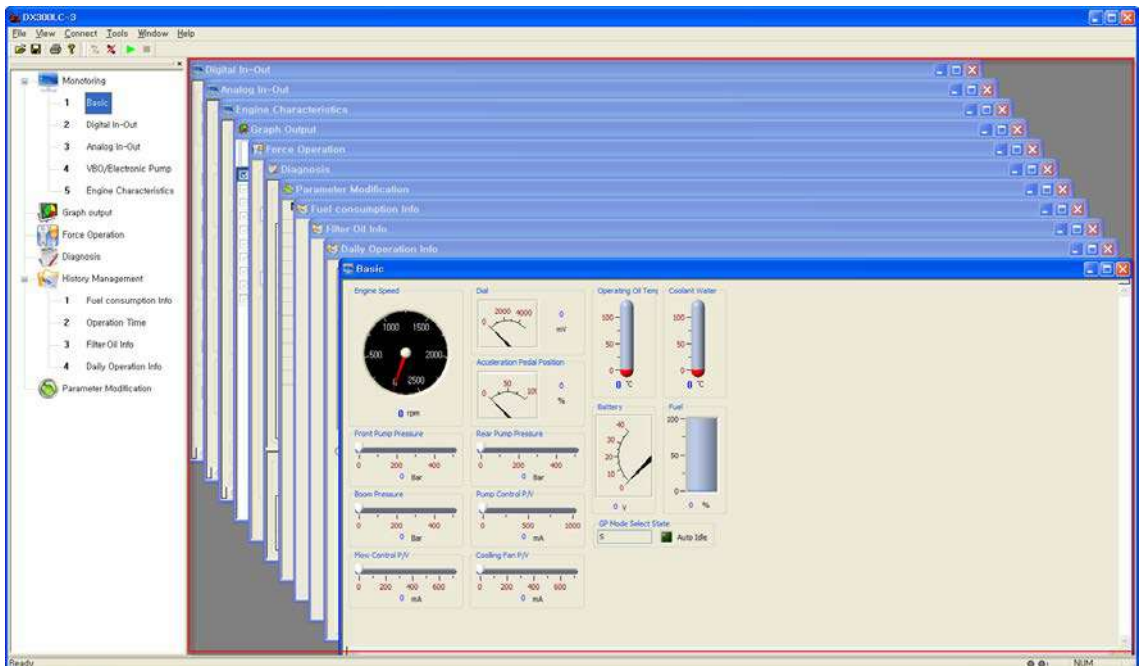 DX300LC-3
File View Connect Tools Window Help
Monotoring
1 Basic
2 Digital In-Out
3 Analog In-Out
4 VBO/Electronic Pump
5 Engine Characteristics
Graph output
Force Operation
Diagnosis
History Management
1 Fuel consumption Info
2 Operation Time
3 Filter Oil Info
4 Daily Operation Info
Parameter Modification
Digital In-Out
Analog In-Out
Engine Characteristics
Graph Output
Force Operation
Diagnosis
Parameter Modification
Fuel consumption Info
Filter Oil Info
Daily Operation Info
Basic
Engine Speed
500 1000 1500 2000 2500 0
0 rpm
Dial
0 2000 4000
0 mV
Acceleration Pedal Position
0 50 100
0 %
Operating Oil Temp
100
50
0
0 °C
Coolant Water
100
50
0
0 °C
Front Pump Pressure
0 200 400
0 Bar
Rear Pump Pressure
0 200 400
0 Bar
Boom Pressure
0 200 400
0 Bar
Pump Control P/V
0 500 1000
0 mA
Flow Control P/V
0 200 400 600
0 mA
Cooling Fan P/V
0 200 400 600
0 mA
Battery
40
30
20
10
0
0 V
Fuel
100
50
0
0 %
GP Mode Select State
S
Auto Idle
Ready
NUM